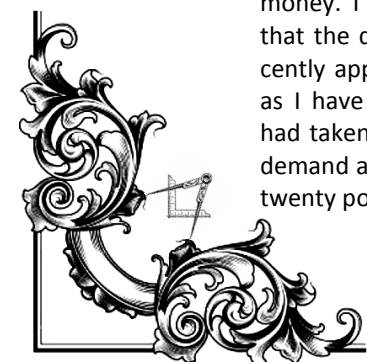 money. I
that the
cently app
as I have
had taken
demand a
twenty po